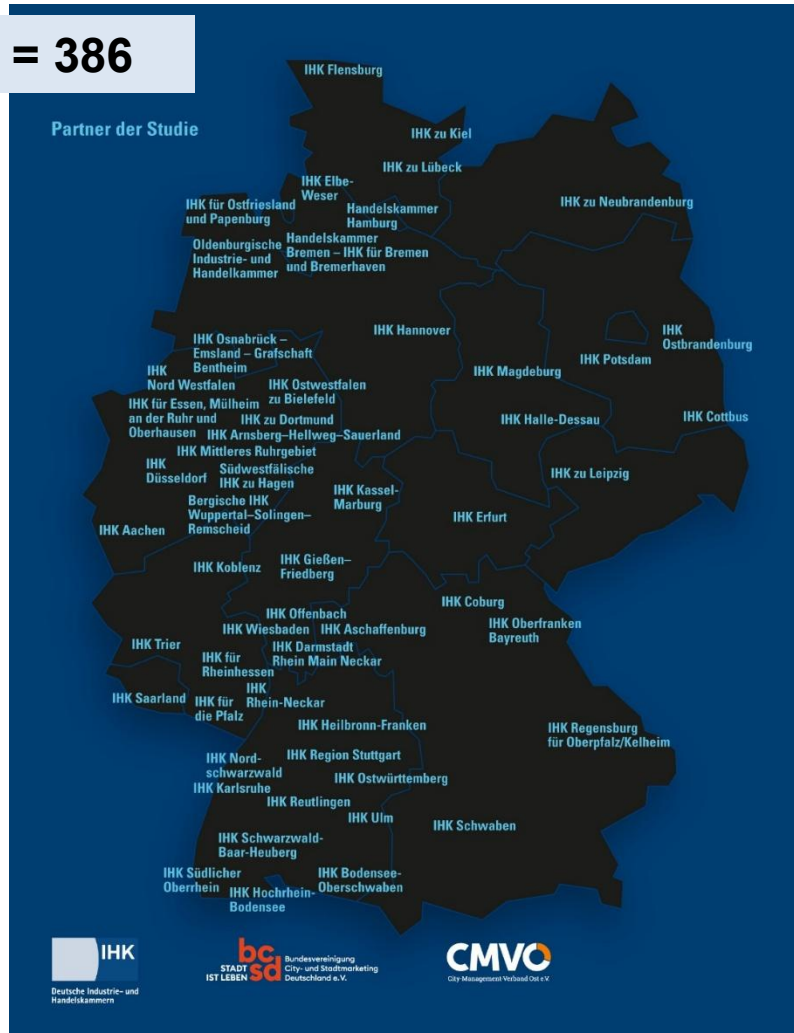 = 386
Partner der Studie
IHK Flensburg
IHK zu Kiel
IHK zu Lübeck
IHK Elbe-
Weser
IHK für Ostfriesland
und Papenburg
Handelskammer
Hamburg
IHK zu Neubrandenburg
Oldenburgische
Industrie- und
Handelkammer
Handelskammer
Bremen – IHK für Bremen
und Bremerhaven
IHK Hannover
IHK
Ostbrandenburg
IHK Osnabrück –
Emsland – Grafschaft
Bentheim
IHK Potsdam
IHK
Nord Westfalen
IHK Magdeburg
IHK Ostwestfalen
zu Bielefeld
IHK für Essen, Mülheim
an der Ruhr und
Oberhausen
IHK zu Dortmund
IHK Halle-Dessau
IHK Cottbus
IHK Arnsberg–Hellweg–Sauerland
IHK Mittleres Ruhrgebiet
IHK
Düsseldorf
Südwestfälische
IHK zu Hagen
IHK zu Leipzig
IHK Kassel-
Marburg
Bergische IHK
Wuppertal–Solingen–
Remscheid
IHK Erfurt
IHK Aachen
IHK Koblenz
IHK Gießen–
Friedberg
IHK Coburg
IHK Offenbach
IHK Oberfranken
Bayreuth
IHK Wiesbaden
IHK Aschaffenburg
IHK Trier
IHK Darmstadt
Rhein Main Neckar
IHK für
Rheinhessen
IHK
Rhein-Neckar
IHK Saarland
IHK für
die Pfalz
IHK Heilbronn-Franken
IHK Regensburg
für Oberpfalz/Kelheim
IHK Nord-
schwarzwald
IHK Region Stuttgart
IHK Ostwürttemberg
IHK Karlsruhe
IHK Reutlingen
IHK Ulm
IHK Schwaben
IHK Schwarzwald-
Baar-Heuberg
IHK Südlicher
Oberrhein
IHK Bodensee-
Oberschwaben
IHK Hochrhein-
Bodensee
IHK
Deutsche Industrie- und
Handelskammern
STADT
IST LEBEN
bc
sd
Bundesvereinigung
City- und Stadtmarketing
Deutschland e.V.
CMVO
City-Management-Verband Ost e.V.